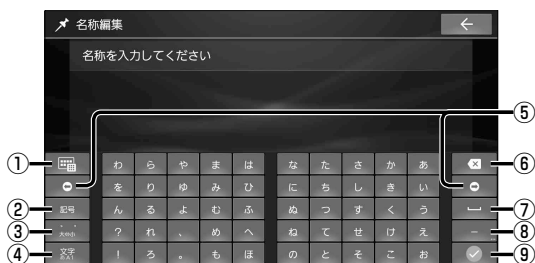 名称編集
名称を入力してください
⑤
① わ ら や ま は な た さ か あ ⑥
を り ゆ み ひ に ち し き い
② 記号 ん る よ む ふ ぬ つ す く う ⑦
③ 大⇔小 ? れ 、 め へ ね て せ け え ー ⑧
④ 文字 あA1 ! ろ 。 も ほ の と そ こ お ⑨